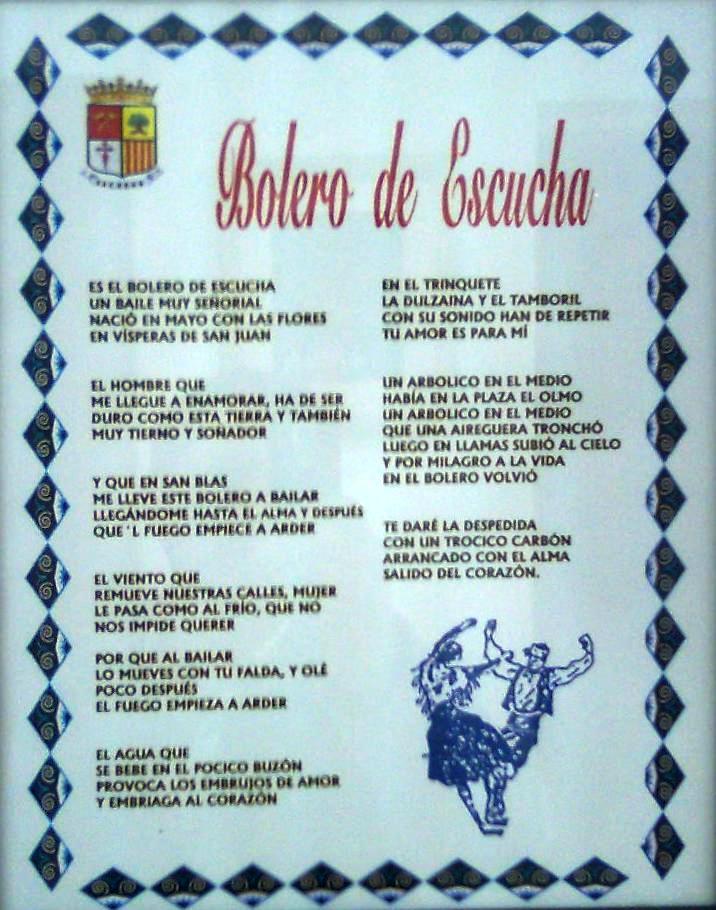 Bolero de Escucha
ES EL BOLERO DE ESCUCHA
UN BAILE MUY SEÑORIAL
NACIÓ EN MAYO CON LAS FLORES
EN VÍSPERAS DE SAN JUAN
EL HOMBRE QUE
ME LLEGUE A ENAMORAR, HA DE SER
DURO COMO ESTA TIERRA Y TAMBIÉN
MUY TIERNO Y SOÑADOR
Y QUE EN SAN BLAS
ME LLEVE ESTE BOLERO A BAILAR
LLEGÁNDOME HASTA EL ALMA Y DESPUÉS
QUE 'L FUEGO EMPIECE A ARDER
EL VIENTO QUE
REMUEVE NUESTRAS CALLES, MUJER
LE PASA COMO AL FRÍO, QUE NO
NOS IMPIDE QUERER
POR QUE AL BAILAR
LO MUEVES CON TU FALDA, Y OLÉ
POCO DESPUÉS
EL FUEGO EMPIEZA A ARDER
EL AGUA QUE
SE BEBE EN EL POCICO BUZÓN
PROVOCA LOS EMBRUJOS DE AMOR
Y EMBRIAGA AL CORAZÓN
EN EL TRINQUETE
LA DULZAINA Y EL TAMBORIL
CON SU SONIDO HAN DE REPETIR
TU AMOR ES PARA MÍ
UN ARBOLICO EN EL MEDIO
HABÍA EN LA PLAZA EL OLMO
UN ARBOLICO EN EL MEDIO
QUE UNA AIREGUERA TRONCHÓ
LUEGO EN LLAMAS SUBIÓ AL CIELO
Y POR MILAGRO A LA VIDA
EN EL BOLERO VOLVIÓ
TE DARÉ LA DESPEDIDA
CON UN TROCICO CARBÓN
ARRANCADO CON EL ALMA
SALIDO DEL CORAZÓN.